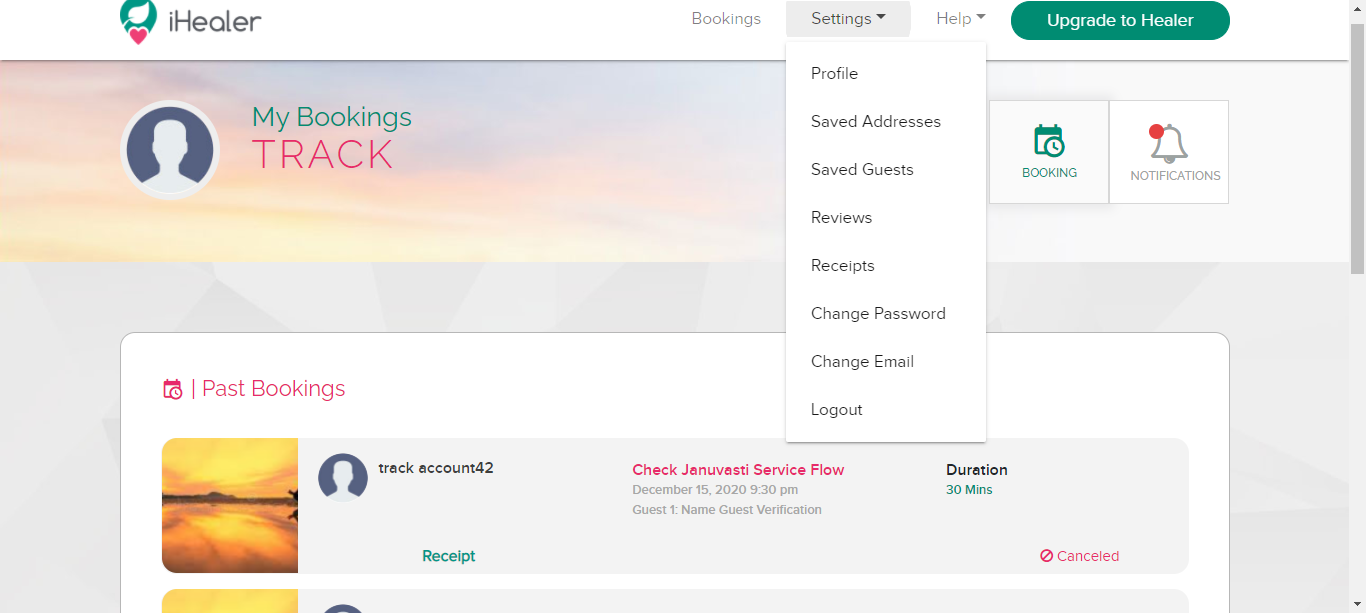 iHealer
Bookings
Settings
Help
Upgrade to Healer
Profile
Saved Addresses
Saved Guests
Reviews
Receipts
Change Password
Change Email
Logout
My Bookings
TRACK
BOOKING
NOTIFICATIONS
| Past Bookings
track account42
Receipt
Check Januvasti Service Flow
December 15, 2020 9:30 pm
Guest 1: Name Guest Verification
Duration
30 Mins
Canceled